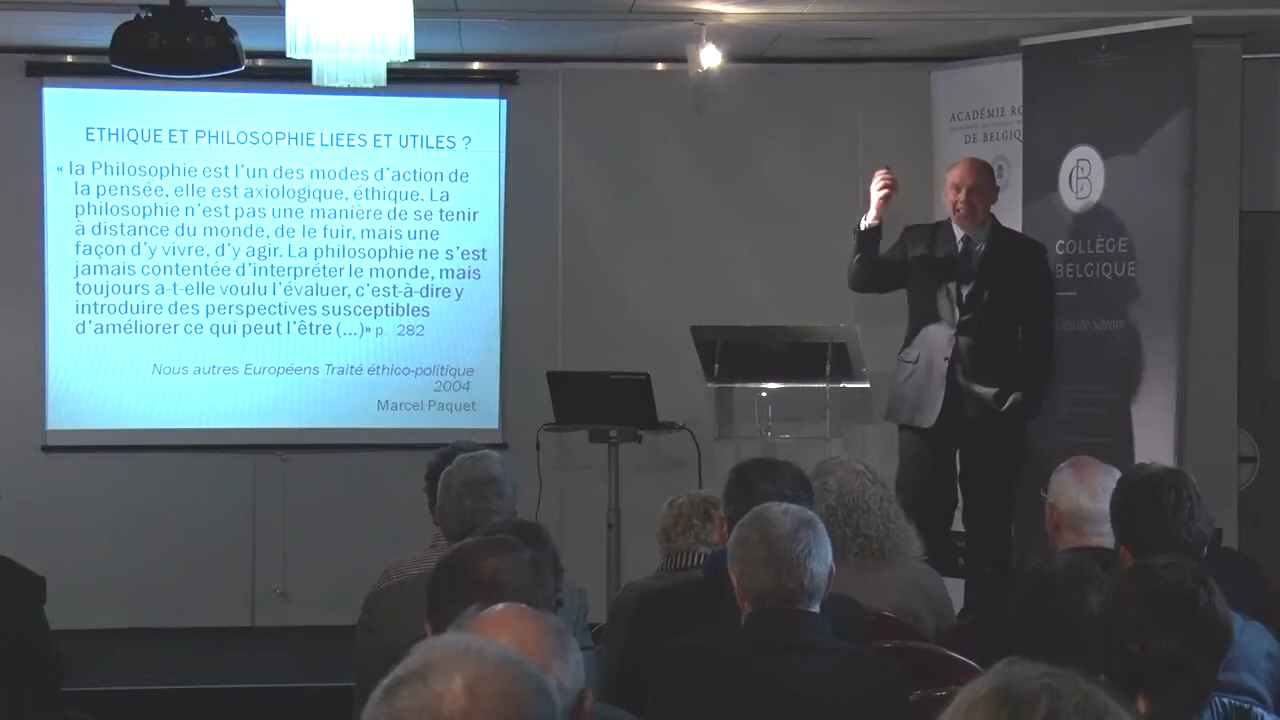 ETHIQUE ET PHILOSOPHIE LIEES ET UTILES ?
« la Philosophie est l'un des modes d'action de
la pensée, elle est axiologique, éthique. La
philosophie n'est pas une manière de se tenir
à distance du monde, de le fuir, mais une
façon d'y vivre, d'y agir. La philosophie ne s'est
jamais contentée d'interpréter le monde, mais
toujours a-t-elle voulu l'évaluer, c'est-à-dire y
introduire des perspectives susceptibles
d'améliorer ce qui peut l'être (...)» p. 282
Nous autres Européens Traité éthico-politique
2004
Marcel Paquet
ACADÉMIE RO
DE BELGIQU
COLLÈGE
BELGIQUE
Lieu de savoir